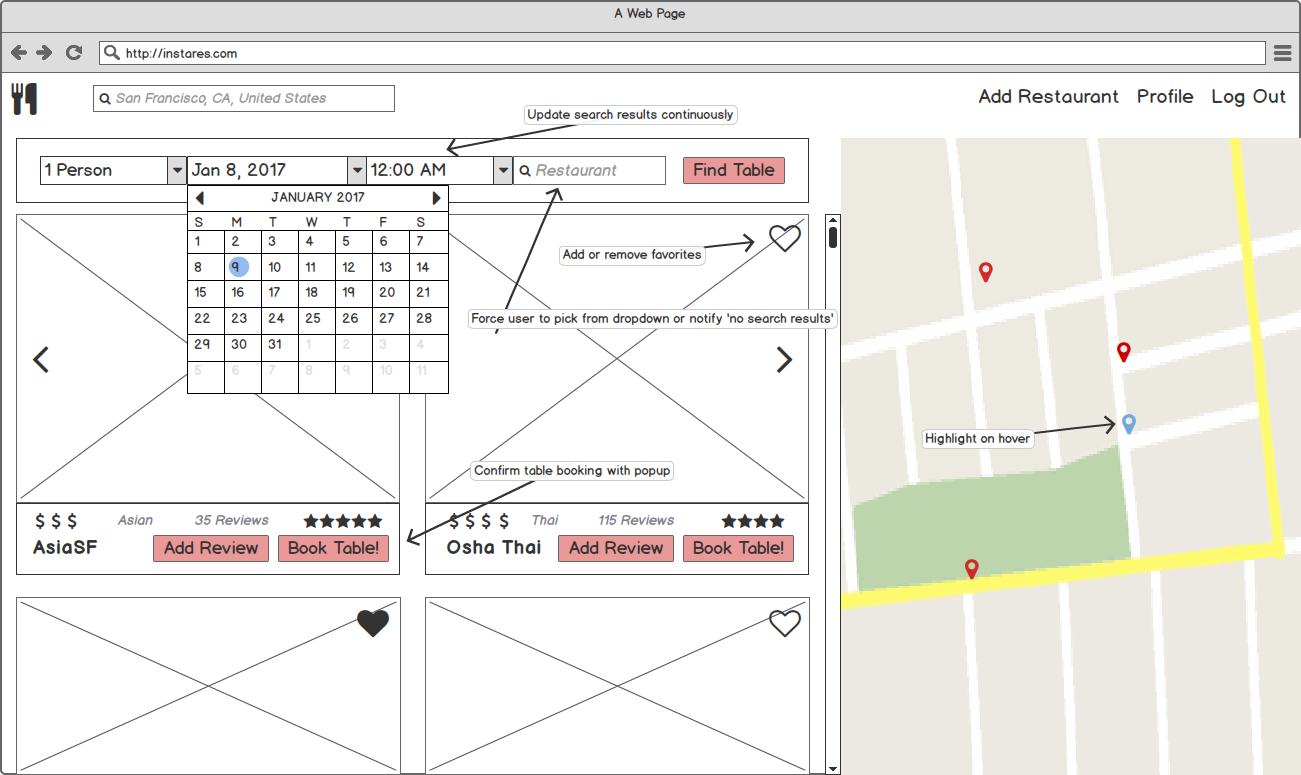 A Web Page
http://instares.com
San Francisco, CA, United States
Add Restaurant Profile Log Out
Update search results continuously
1 Person Jan 8, 2017 12:00 AM Restaurant Find Table
JANUARY 2017
S M T W T F S
1 2 3 4 5 6 7
8 9 10 11 12 13 14
15 16 17 18 19 20 21
22 23 24 25 26 27 28
29 30 31 1 2 3 4
5 6 7 8 9 10 11
Add or remove favorites
Force user to pick from dropdown or notify 'no search results'
Highlight on hover
Confirm table booking with popup
$ $ $ Asian 35 Reviews
AsiaSF Add Review Book Table!
$ $ $ $ Thai 115 Reviews
Osha Thai Add Review Book Table!